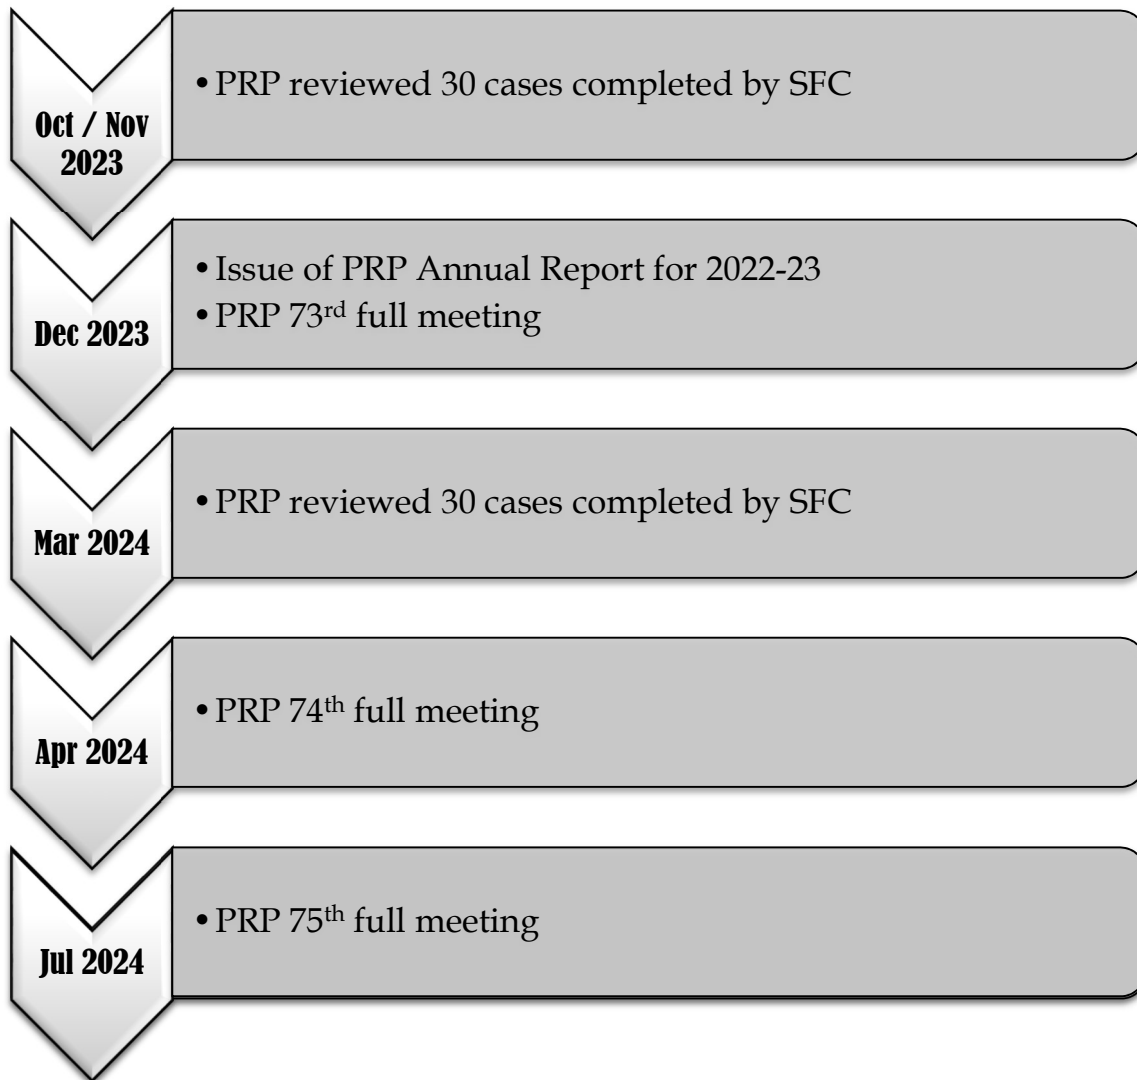 Oct / Nov
2023
• PRP reviewed 30 cases completed by SFC
Dec 2023
• Issue of PRP Annual Report for 2022-23
• PRP 73rd full meeting
Mar 2024
• PRP reviewed 30 cases completed by SFC
Apr 2024
• PRP 74th full meeting
Jul 2024
• PRP 75th full meeting